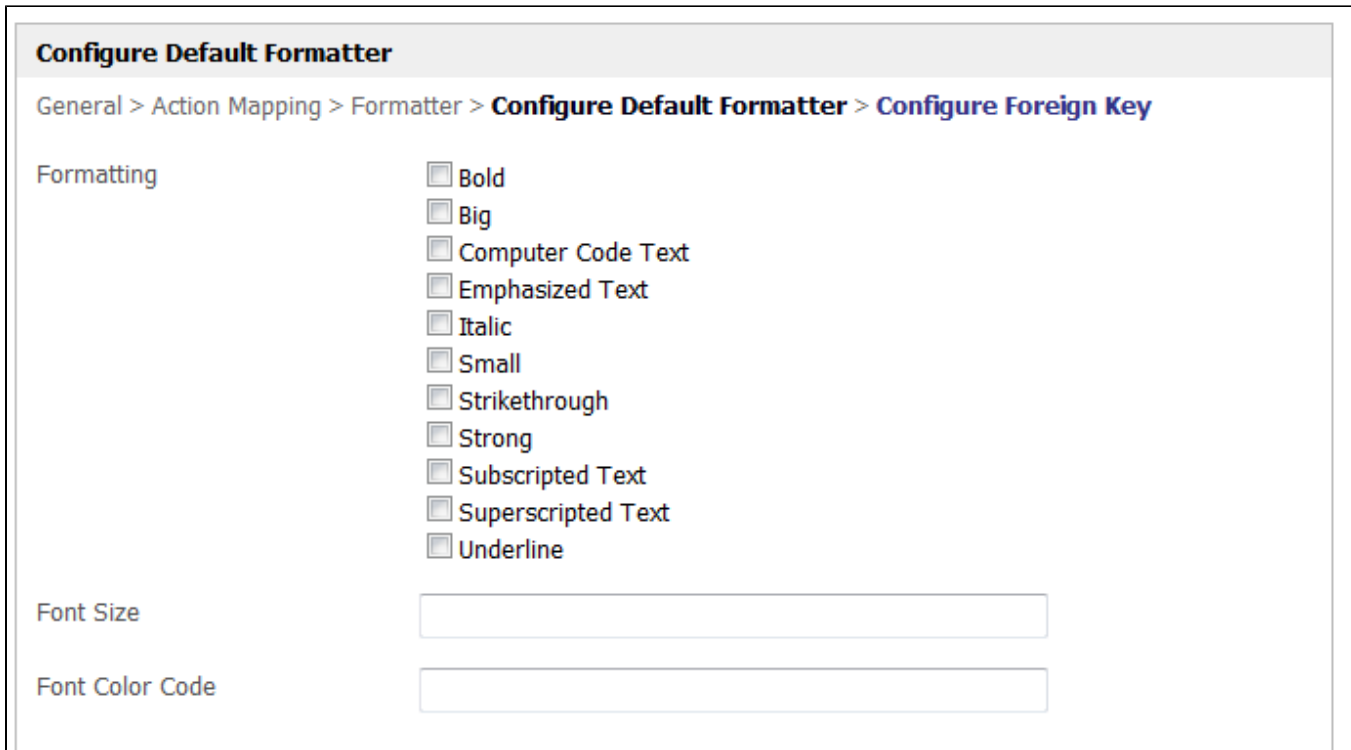 Configure Default Formatter
General > Action Mapping > Formatter > Configure Default Formatter > Configure Foreign Key
Formatting
Bold
Big
Computer Code Text
Emphasized Text
Italic
Small
Strikethrough
Strong
Subscripted Text
Superscripted Text
Underline
Font Size
Font Color Code